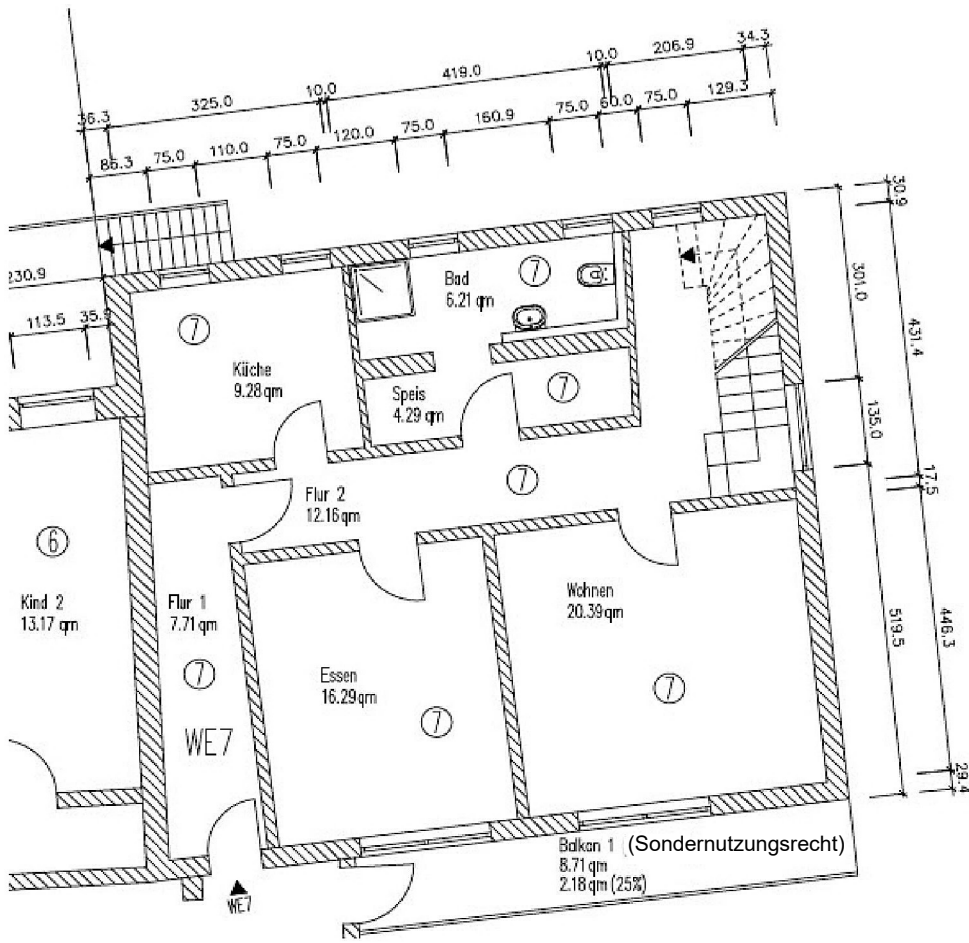 34.3
206.9
10.0
419.0
10.0
325.0
36.3
129.3
75.0
60.0
75.0
160.9
75.0
120.0
75.0
110.0
75.0
86.3
30.9
230.9
113.5
35.
301.0
431.4
135.0
17.5
519.5
446.3
29.4
7
Bad
6.21 qm
7
Küche
9.28 qm
Speis
4.29 qm
7
7
Flur 2
12.16 qm
6
Kind 2
13.17 qm
Flur 1
7.71 qm
7
WE7
Essen
16.29 qm
7
Wohnen
20.39 qm
7
Balkon 1 (Sondernutzungsrecht)
8.71 qm
2.18 qm (25%)
WE7